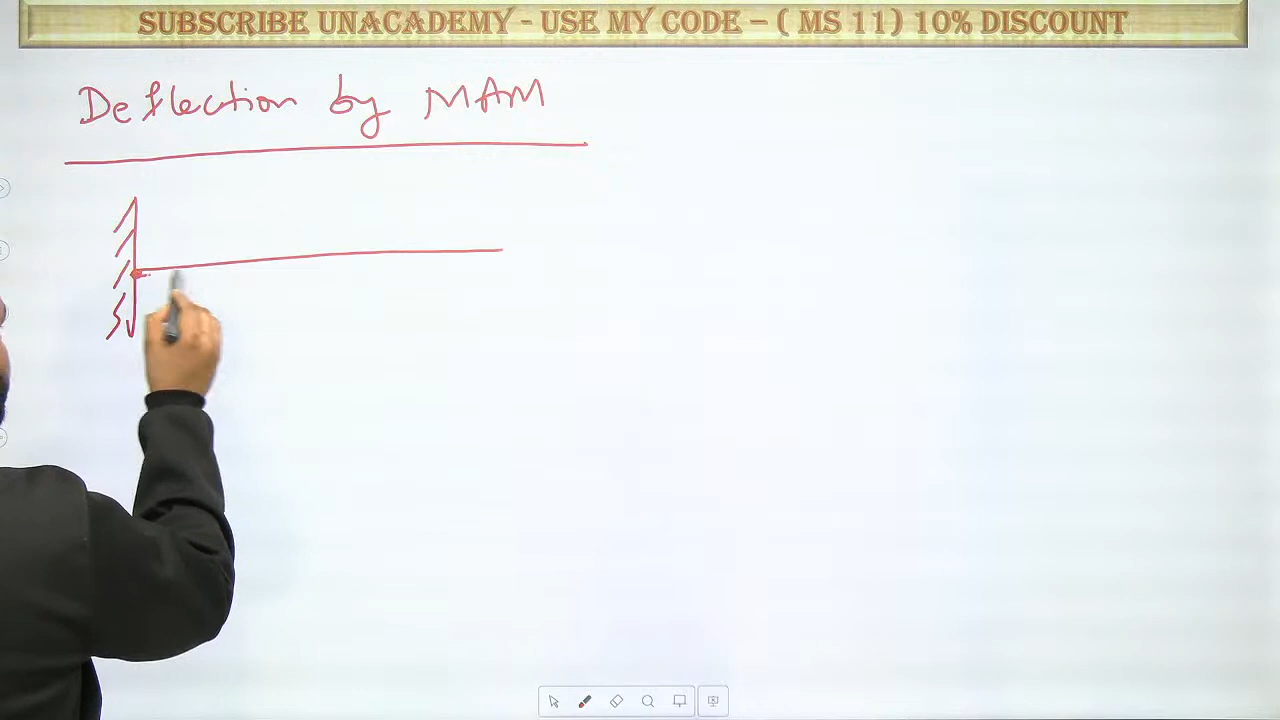 SUBSCRIBE UNACADEMY - USE MY CODE – ( MS 11) 10% DISCOUNT
Deflection by MAM